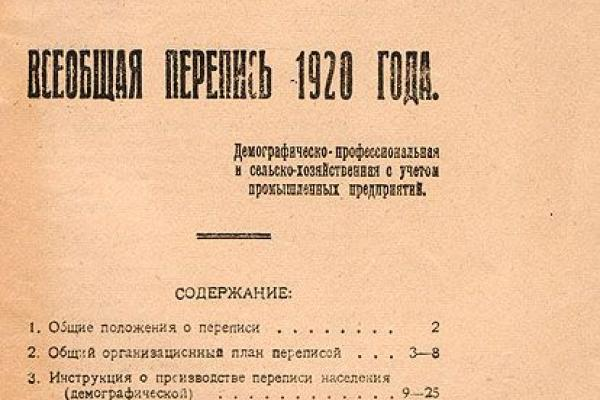 ВСЕОБЩАЯ ПЕРЕПИСЬ 1920 ГОДА.
Демографическо-профессиональная
и сельско-хозяйственная с учетом
промышленных предприятий.
СОДЕРЖАНИЕ:
1. Общие положения о переписи . . . . . . . . 2
2. Общий организационный план переписей . . . 3—8
3. Инструкция о производстве переписи населения
(демографической) . . . . . . . . . . . . . 9—25